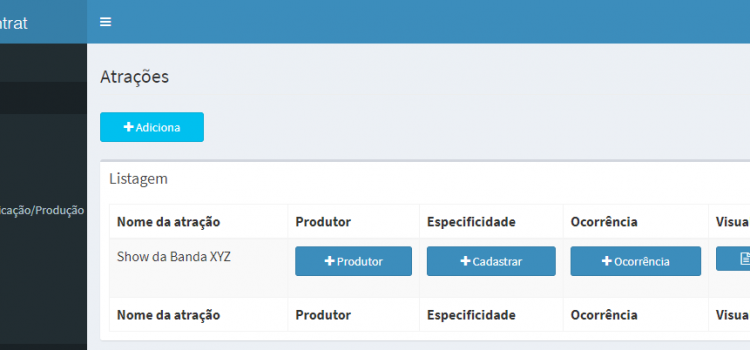 trat
Atrações
Adiciona
Listagem
icação/Produção
Nome da atração Produtor Especificidade Ocorrência Visua
Show da Banda XYZ Produtor Cadastrar Ocorrência
Nome da atração Produtor Especificidade Ocorrência Visua